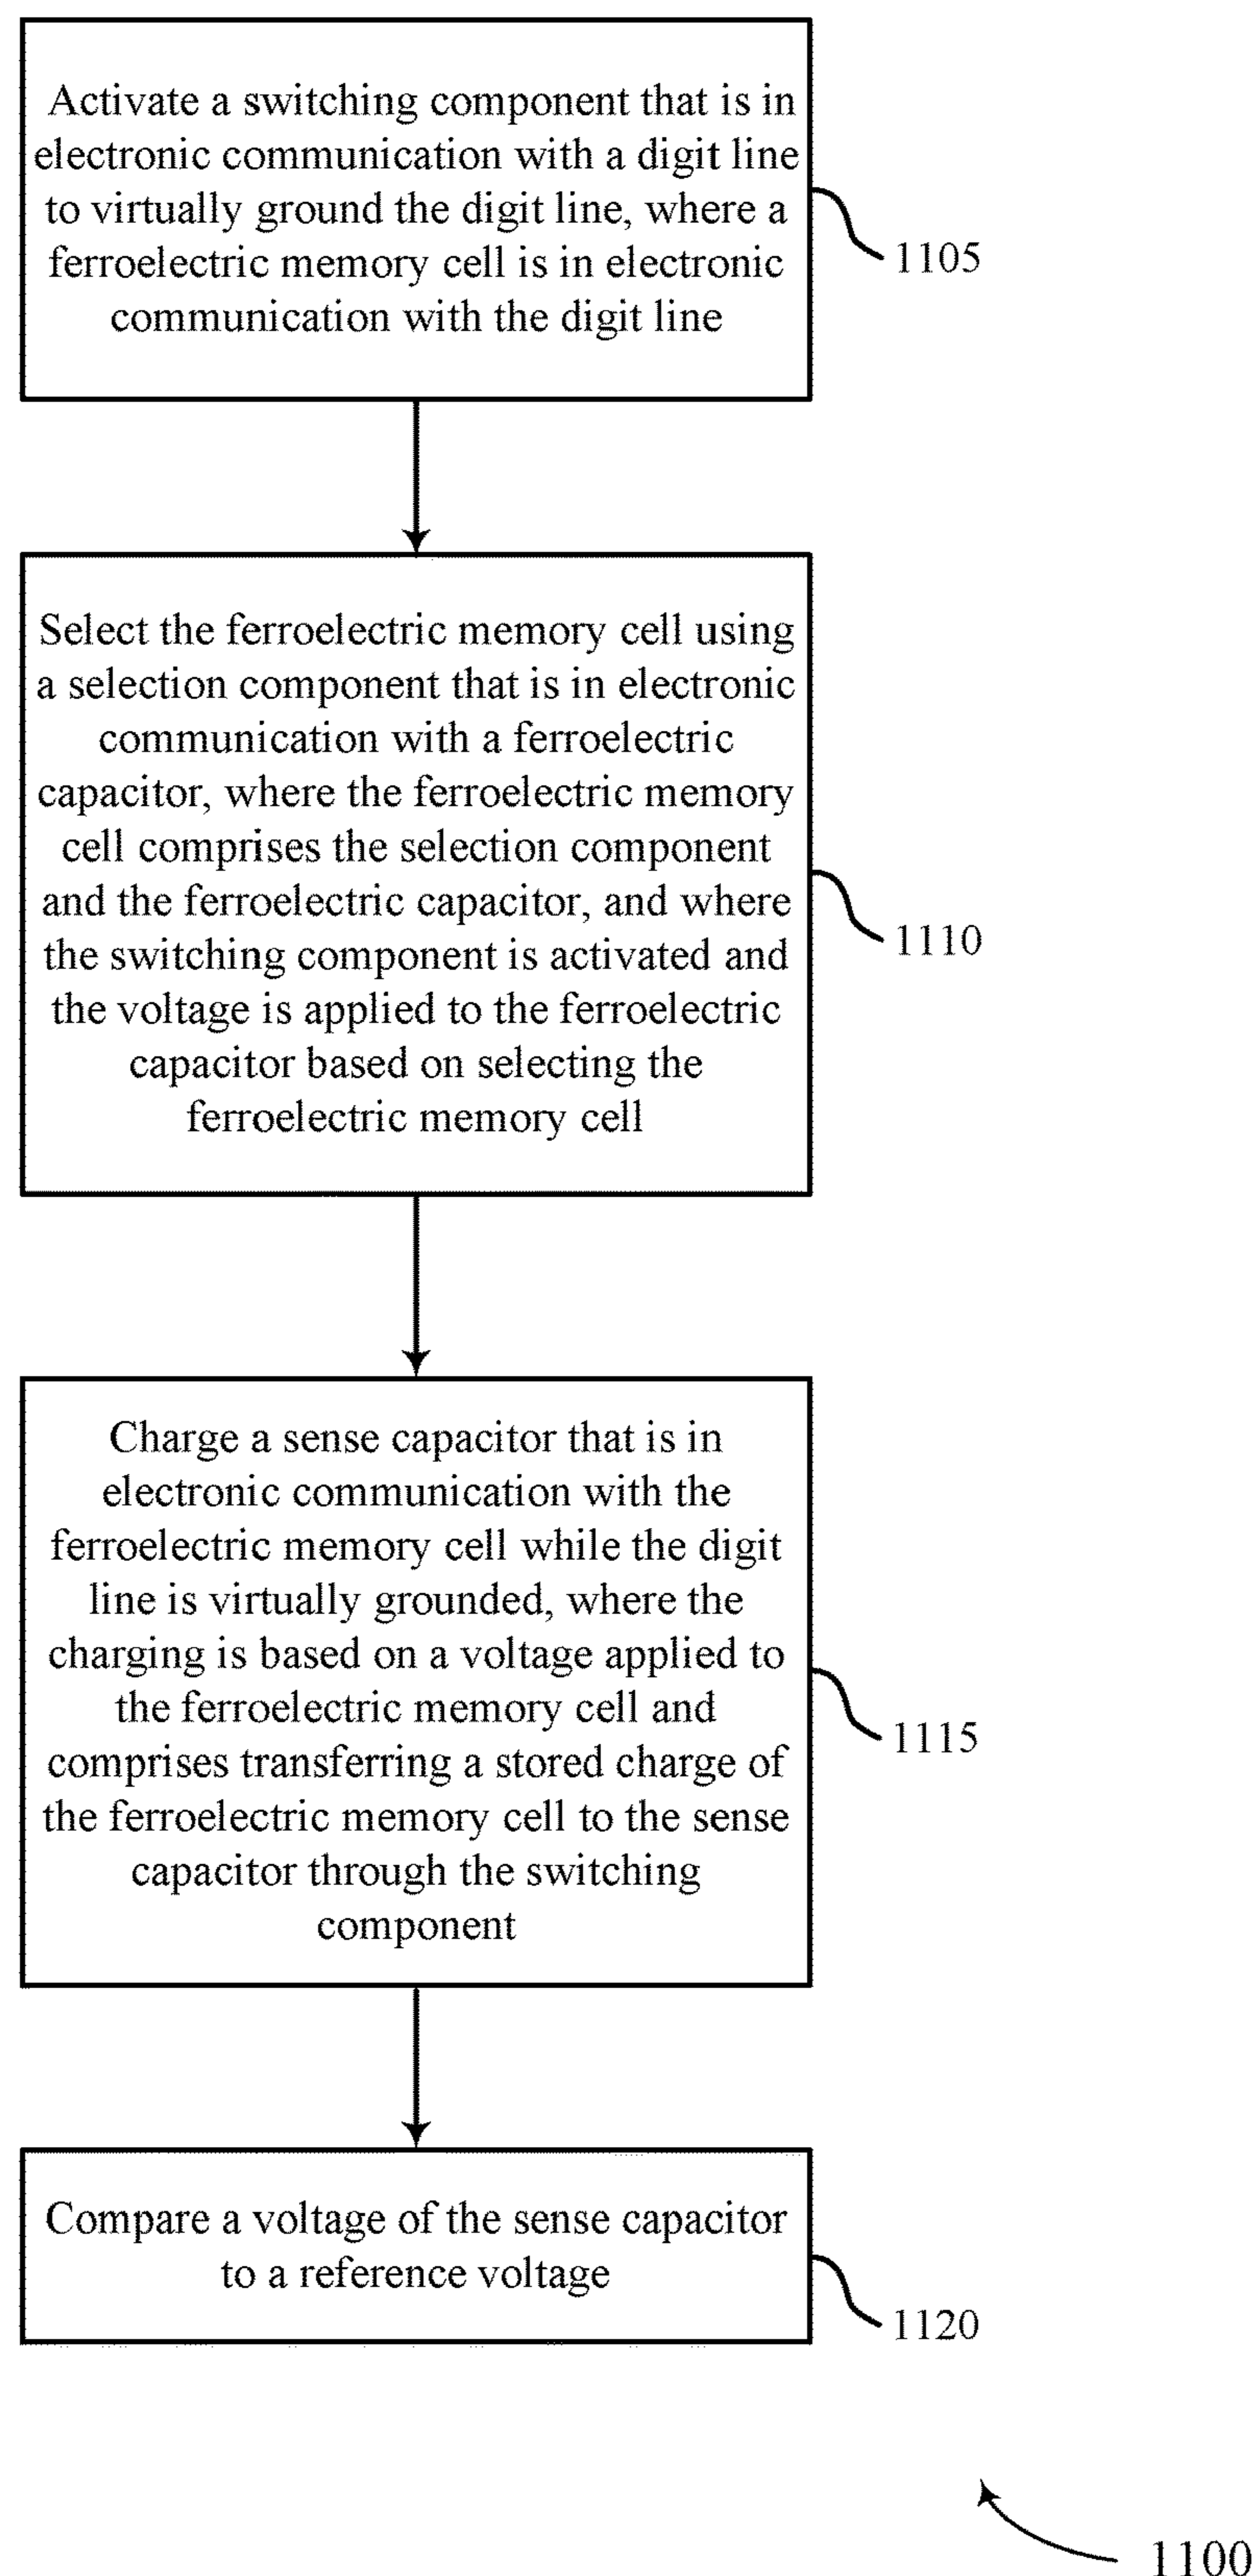 Activate a switching component that is in
electronic communication with a digit line
to virtually ground the digit line, where a
ferroelectric memory cell is in electronic
communication with the digit line
1105
Select the ferroelectric memory cell using
a selection component that is in electronic
communication with a ferroelectric
capacitor, where the ferroelectric memory
cell comprises the selection component
and the ferroelectric capacitor, and where
the switching component is activated and
the voltage is applied to the ferroelectric
capacitor based on selecting the
ferroelectric memory cell
1110
Charge a sense capacitor that is in
electronic communication with the
ferroelectric memory cell while the digit
line is virtually grounded, where the
charging is based on a voltage applied to
the ferroelectric memory cell and
comprises transferring a stored charge of
the ferroelectric memory cell to the sense
capacitor through the switching
component
1115
Compare a voltage of the sense capacitor
to a reference voltage
1120
1100